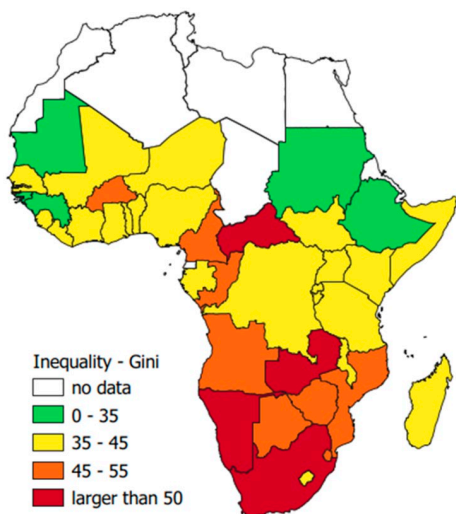 Inequality - Gini
no data
0 - 35
35 - 45
45 - 55
larger than 50